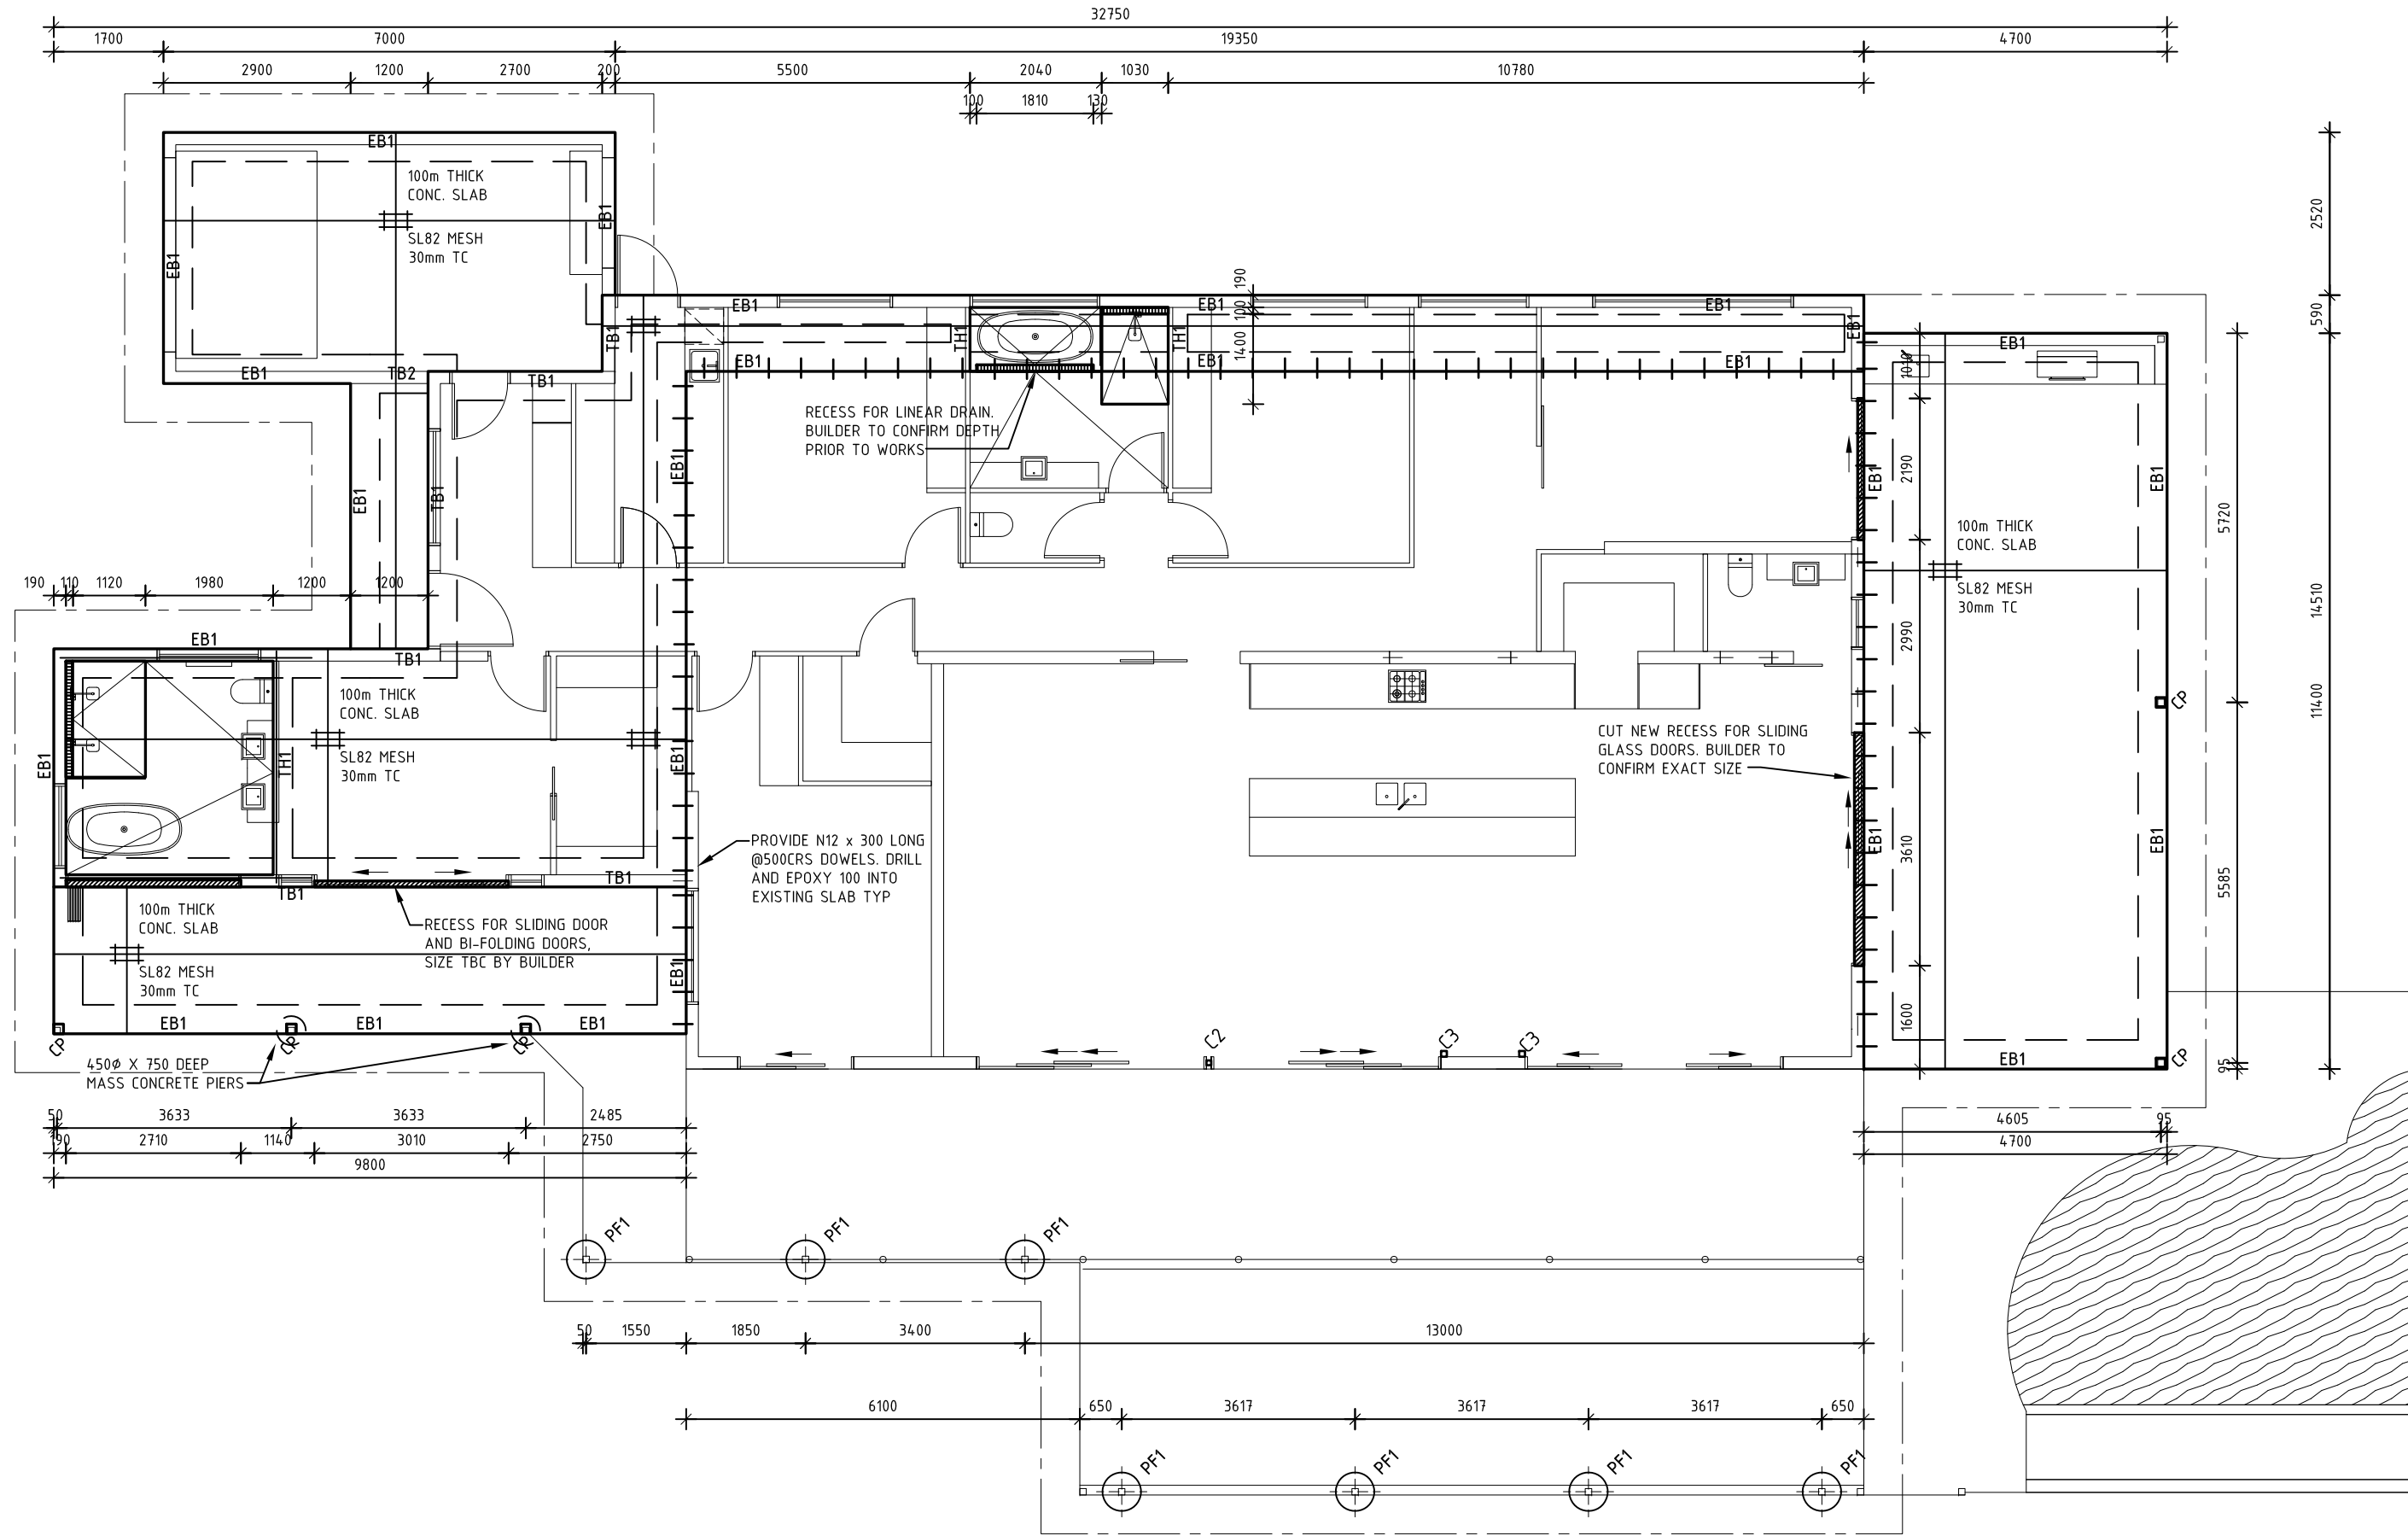 32750
1700 7000 19350 4700
2900 1200 2700 200 5500 2040 1030 10780
100 1810 130
EB1
100m THICK
CONC. SLAB
SL82 MESH
30mm TC
EB1
EB1
EB1
TB2
TB1
TB1
EB1
EB1
TH1
TH1
EB1
EB1
EB1
EB1
EB1
EB1
190
100
1400
2520
590
14510
11400
RECESS FOR LINEAR DRAIN.
BUILDER TO CONFIRM DEPTH
PRIOR TO WORKS
EB1
EB1
TB1
EB1
1010
2190
2990
3610
1600
EB1
EB1
EB1
EB1
EB1
100m THICK
CONC. SLAB
SL82 MESH
30mm TC
5720
5585
95
CP
CP
EB1
190 110 1120 1980 1200 1200
EB1
TB1
100m THICK
CONC. SLAB
SL82 MESH
30mm TC
EB1
TH1
EB1
CUT NEW RECESS FOR SLIDING
GLASS DOORS. BUILDER TO
CONFIRM EXACT SIZE
PROVIDE N12 x 300 LONG
@500CRS DOWELS. DRILL
AND EPOXY 100 INTO
EXISTING SLAB TYP
TB1
TB1
100m THICK
CONC. SLAB
SL82 MESH
30mm TC
RECESS FOR SLIDING DOOR
AND BI-FOLDING DOORS,
SIZE TBC BY BUILDER
EB1
EB1 EB1 EB1
CP CP CP
450Ø X 750 DEEP
MASS CONCRETE PIERS
C2 C3 C3
50 3633 3633 2485
190 2710 1140 3010 2750
9800
4605 95
4700
PF1 PF1 PF1
50 1550 1850 3400 13000
6100 650 3617 3617 3617 650
PF1 PF1 PF1 PF1